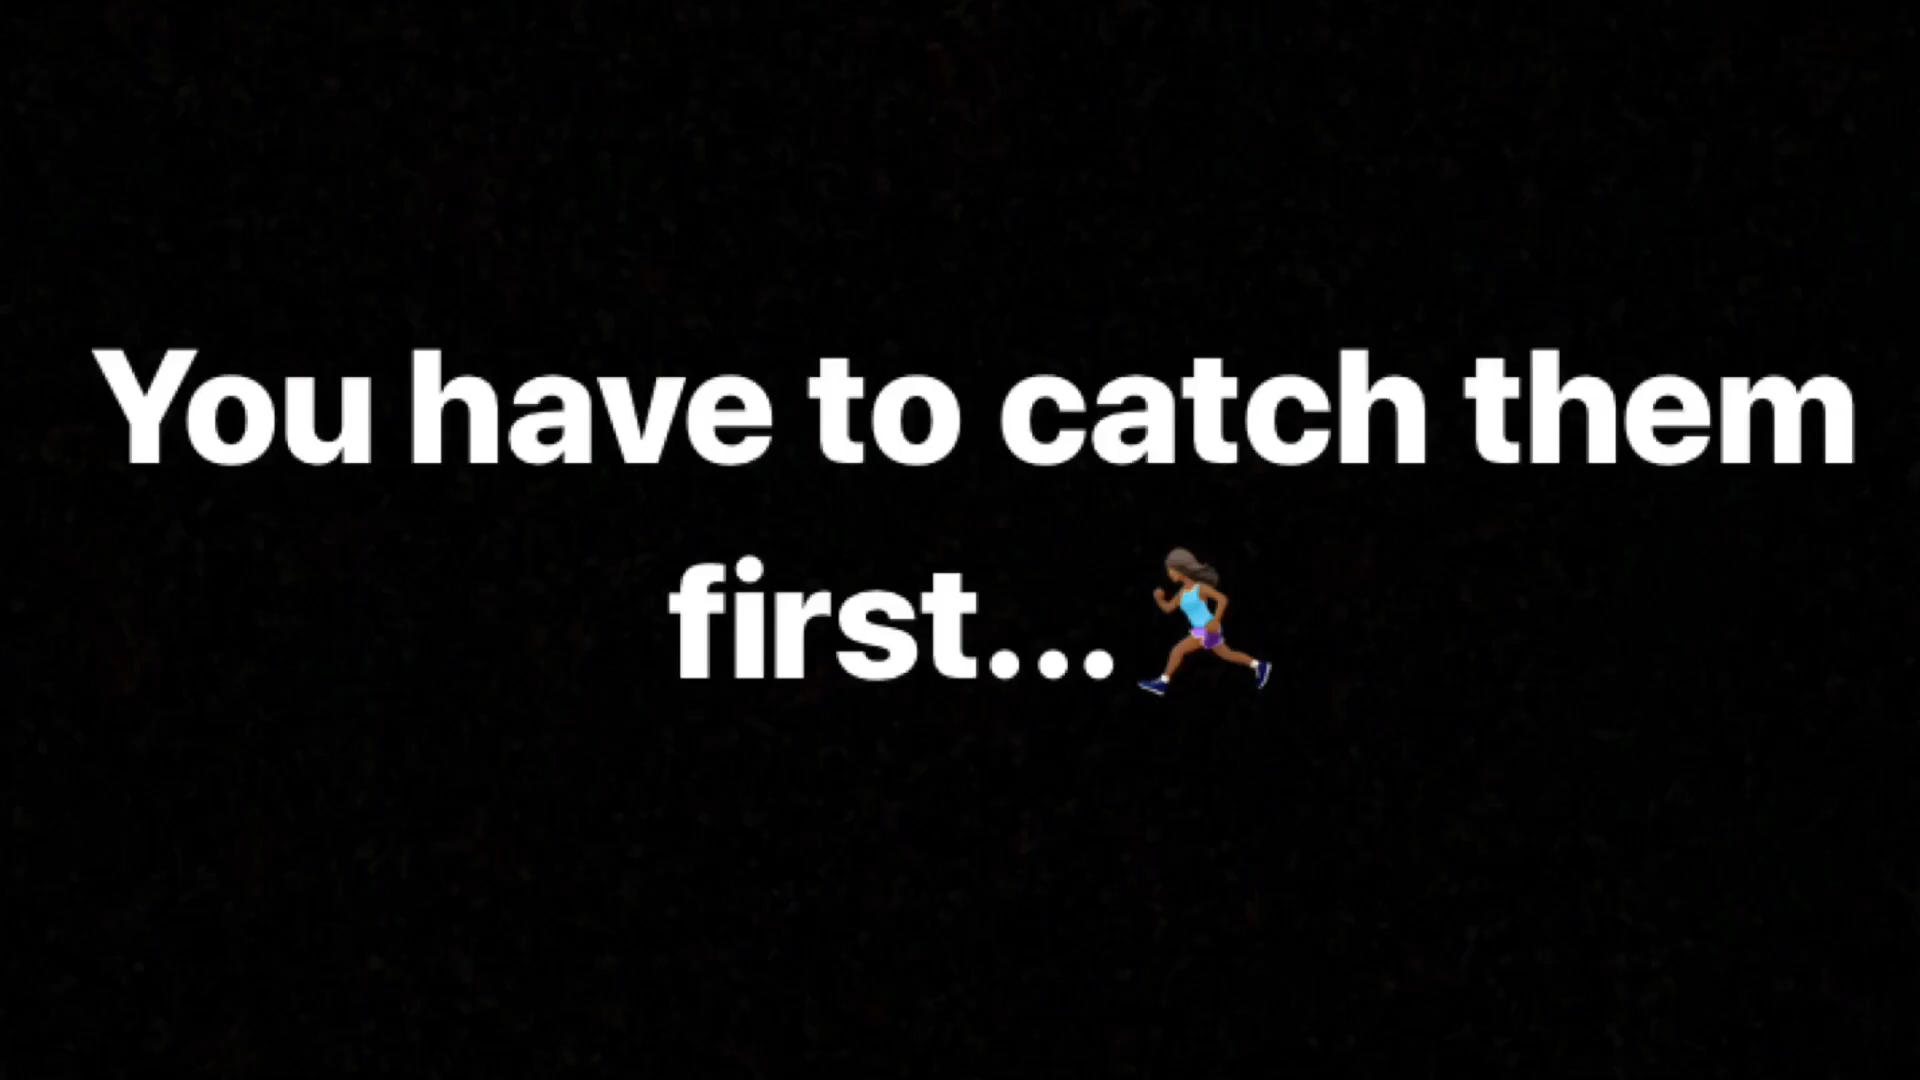 You have to catch them
first...🏃🏾‍♀️